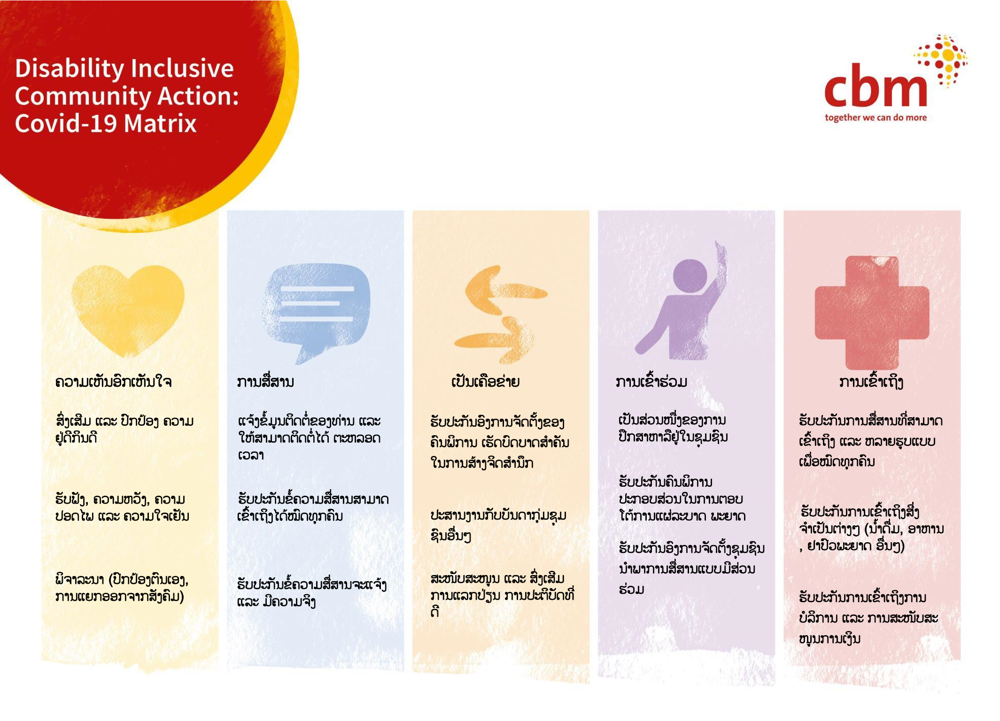 Disability Inclusive
Community Action:
Covid-19 Matrix
cbm
together we can do more
ຄວາມເຫັນອົກເຫັນໃຈ
ສົ່ງເສີມ ແລະ ປົກປ້ອງ ຄວາມ
ຢູ່ດີກິນດີ
ຮັບຟັງ, ຄວາມຫວັງ, ຄວາມ
ປອດໄພ ແລະ ຄວາມໃຈເຢັນ
ພິຈາລະນາ (ປົກປ້ອງຕົນເອງ,
ການແຍກອອກຈາກສັງຄົມ)
ການສື່ສານ
ແຈ້ງຂໍ້ມູນຕິດຕໍ່ຂອງທ່ານ ແລະ
ໃຫ້ສາມາດຕິດຕໍ່ໄດ້ ຕະຫລອດ
ເວລາ
ຮັບປະກັນຂໍ້ຄວາມສື່ສານສາມາດ
ເຂົ້າເຖິງໄດ້ໝົດທຸກຄົນ
ຮັບປະກັນຂໍ້ຄວາມສື່ສານຈະແຈ້ງ
ແລະ ມີຄວາມຈິງ
ເປັນເຄືອຂ່າຍ
ຮັບປະກັນອົງການຈັດຕັ້ງຂອງ
ຄົນພິການ ເຮັດບົດບາດສຳຄັນ
ໃນການສ້າງຈິດສຳນຶກ
ປະສານງານກັບບັນດາກຸ່ມຊຸມ
ຊົນອື່ນໆ
ສະໜັບສະໜູນ ແລະ ສົ່ງເສີມ
ການແລກປ່ຽນ ການປະຕິບັດທີ່
ດີ
ການເຂົ້າຮ່ວມ
ເປັນສ່ວນໜຶ່ງຂອງການ
ປຶກສາຫາລືຢູ່ໃນຊຸມຊົນ
ຮັບປະກັນຄົນພິການ
ປະກອບສ່ວນໃນການຕອບ
ໂຕ້ການແຜ່ລະບາດ ພະຍາດ
ຮັບປະກັນອົງການຈັດຕັ້ງຊຸມຊົນ
ນຳພາການສື່ສານແບບມີສ່ວນ
ຮ່ວມ
ການເຂົ້າເຖິງ
ຮັບປະກັນການສື່ສານທີ່ສາມາດ
ເຂົ້າເຖິງ ແລະ ຫລາຍຮູບແບບ
ເພື່ອໝົດທຸກຄົນ
ຮັບປະກັນການເຂົ້າເຖິງສິ່ງ
ຈຳເປັນຕ່າງໆ (ນ້ຳດື່ມ, ອາຫານ
, ຢາປົວພະຍາດ ອື່ນໆ)
ຮັບປະກັນການເຂົ້າເຖິງການ
ບໍລິການ ແລະ ການສະໜັບສະ
ໜູນການເງິນ